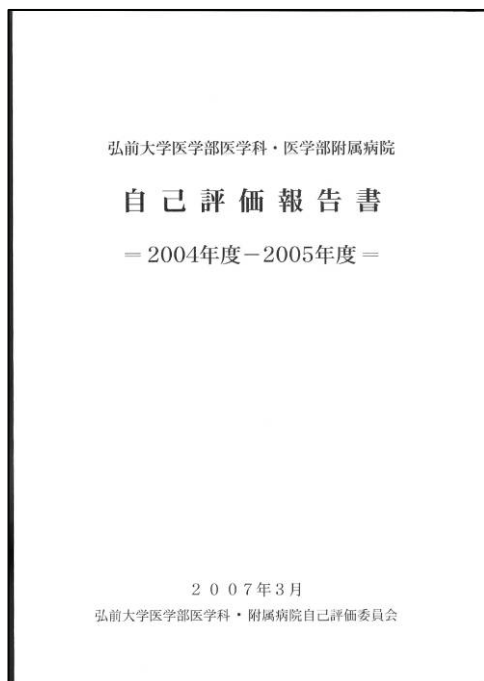 弘前大学医学部医学科・医学部附属病院
自己評価報告書
＝2004年度－2005年度＝
2007年3月
弘前大学医学部医学科・附属病院自己評価委員会